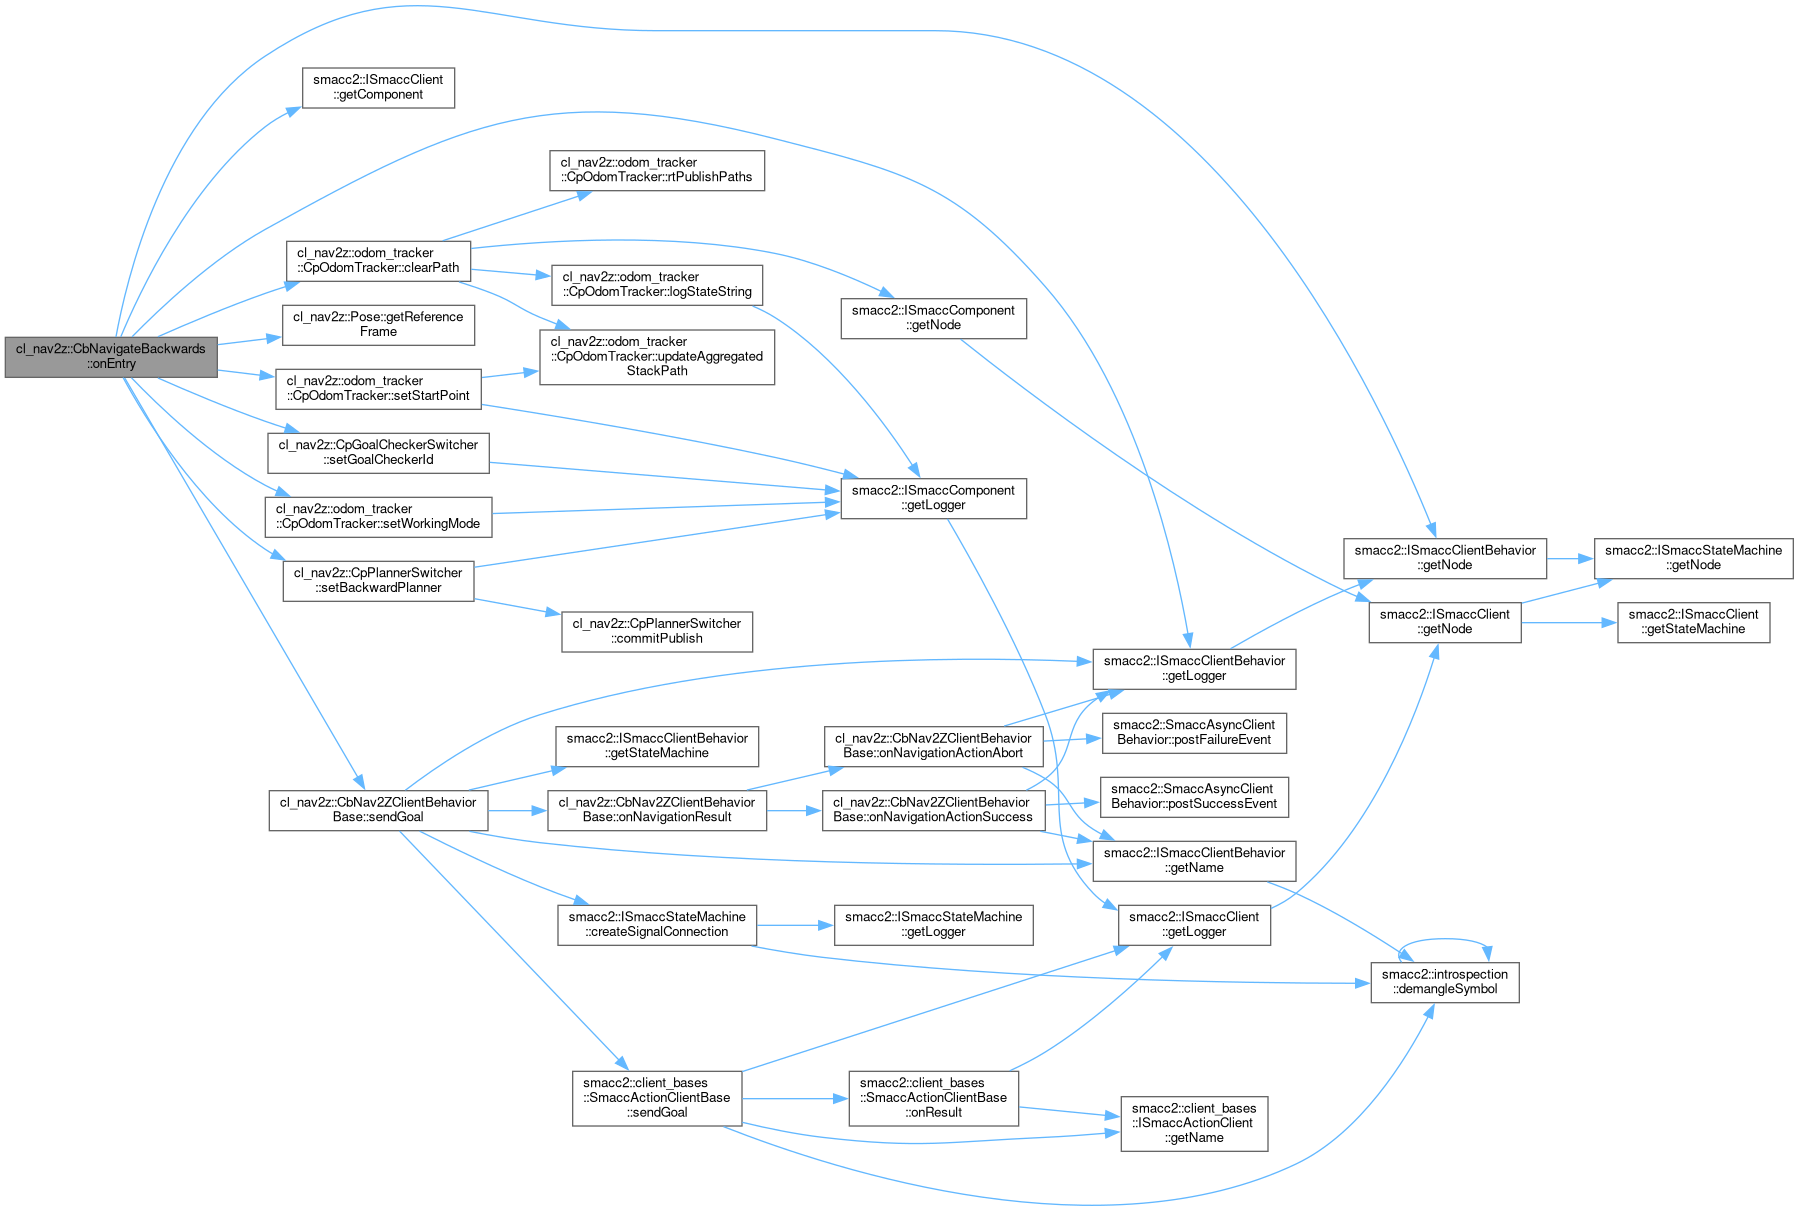 cl_nav2z::CbNavigateBackwards
::onEntry
smacc2::ISmaccClient
::getComponent
cl_nav2z::odom_tracker
::CpOdomTracker::clearPath
cl_nav2z::Pose::getReference
Frame
cl_nav2z::odom_tracker
::CpOdomTracker::setStartPoint
cl_nav2z::CpGoalCheckerSwitcher
::setGoalCheckerId
cl_nav2z::odom_tracker
::CpOdomTracker::setWorkingMode
cl_nav2z::CpPlannerSwitcher
::setBackwardPlanner
cl_nav2z::CbNav2ZClientBehavior
Base::sendGoal
cl_nav2z::odom_tracker
::CpOdomTracker::rtPublishPaths
cl_nav2z::odom_tracker
::CpOdomTracker::logStateString
cl_nav2z::odom_tracker
::CpOdomTracker::updateAggregated
StackPath
cl_nav2z::CpPlannerSwitcher
::commitPublish
smacc2::ISmaccClientBehavior
::getStateMachine
cl_nav2z::CbNav2ZClientBehavior
Base::onNavigationResult
smacc2::ISmaccStateMachine
::createSignalConnection
smacc2::client_bases
::SmaccActionClientBase
::sendGoal
smacc2::ISmaccComponent
::getNode
smacc2::ISmaccComponent
::getLogger
cl_nav2z::CbNav2ZClientBehavior
Base::onNavigationActionAbort
cl_nav2z::CbNav2ZClientBehavior
Base::onNavigationActionSuccess
smacc2::ISmaccStateMachine
::getLogger
smacc2::client_bases
::SmaccActionClientBase
::onResult
smacc2::ISmaccClientBehavior
::getLogger
smacc2::SmaccAsyncClient
Behavior::postFailureEvent
smacc2::SmaccAsyncClient
Behavior::postSuccessEvent
smacc2::ISmaccClientBehavior
::getName
smacc2::ISmaccClient
::getLogger
smacc2::client_bases
::ISmaccActionClient
::getName
smacc2::ISmaccClientBehavior
::getNode
smacc2::ISmaccClient
::getNode
smacc2::introspection
::demangleSymbol
smacc2::ISmaccStateMachine
::getNode
smacc2::ISmaccClient
::getStateMachine